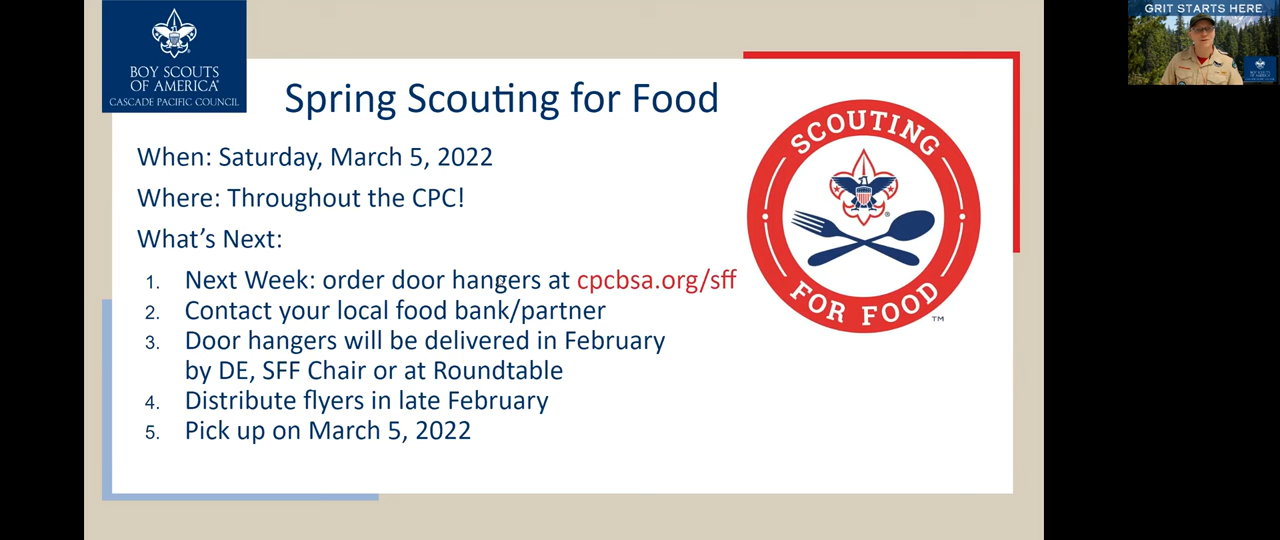 BOY SCOUTS
OF AMERICA®
CASCADE PACIFIC COUNCIL
Spring Scouting for Food
When: Saturday, March 5, 2022
Where: Throughout the CPC!
What's Next:
1. Next Week: order door hangers at cpcbsa.org/sff
2. Contact your local food bank/partner
3. Door hangers will be delivered in February
by DE, SFF Chair or at Roundtable
4. Distribute flyers in late February
5. Pick up on March 5, 2022
SCOUTING
®
FOR FOOD
™
GRIT STARTS HERE